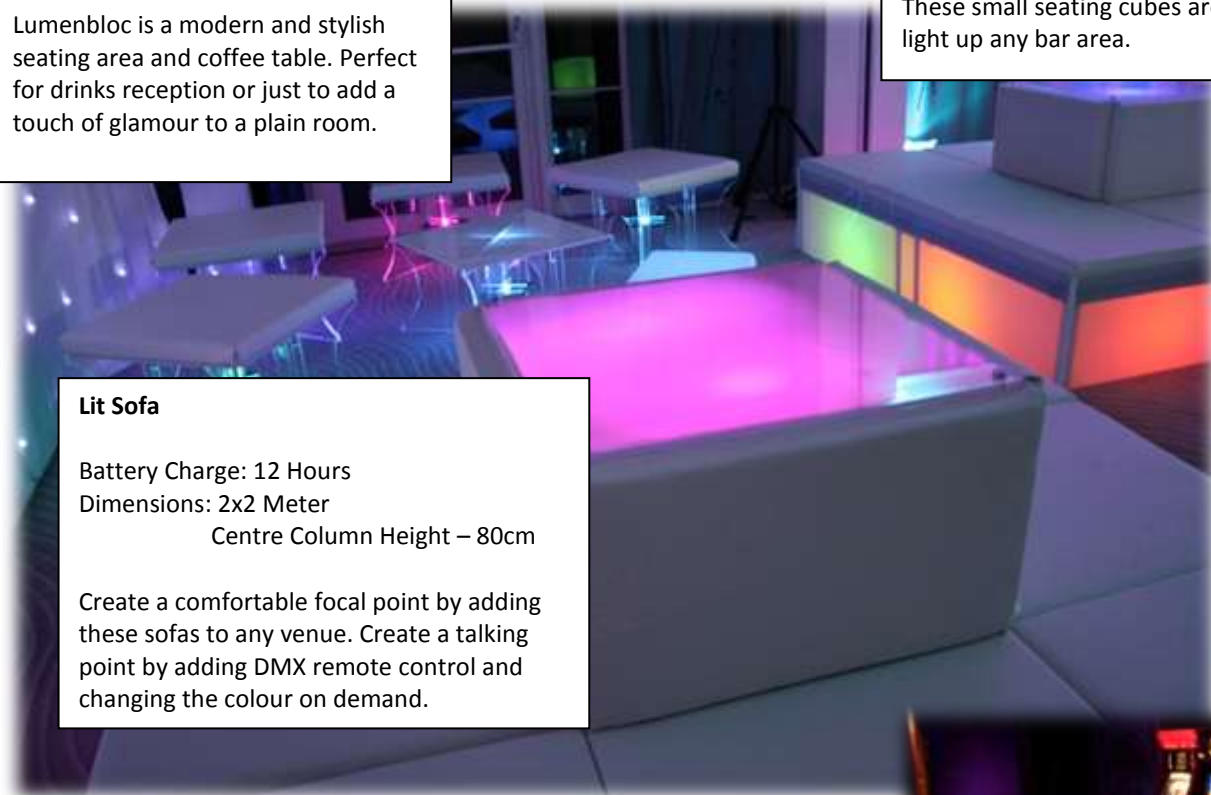 Lumenbloc is a modern and stylish
seating area and coffee table. Perfect
for drinks reception or just to add a
touch of glamour to a plain room.
These small seating cubes are
light up any bar area.
Lit Sofa
Battery Charge: 12 Hours
Dimensions: 2x2 Meter
Centre Column Height – 80cm
Create a comfortable focal point by adding
these sofas to any venue. Create a talking
point by adding DMX remote control and
changing the colour on demand.